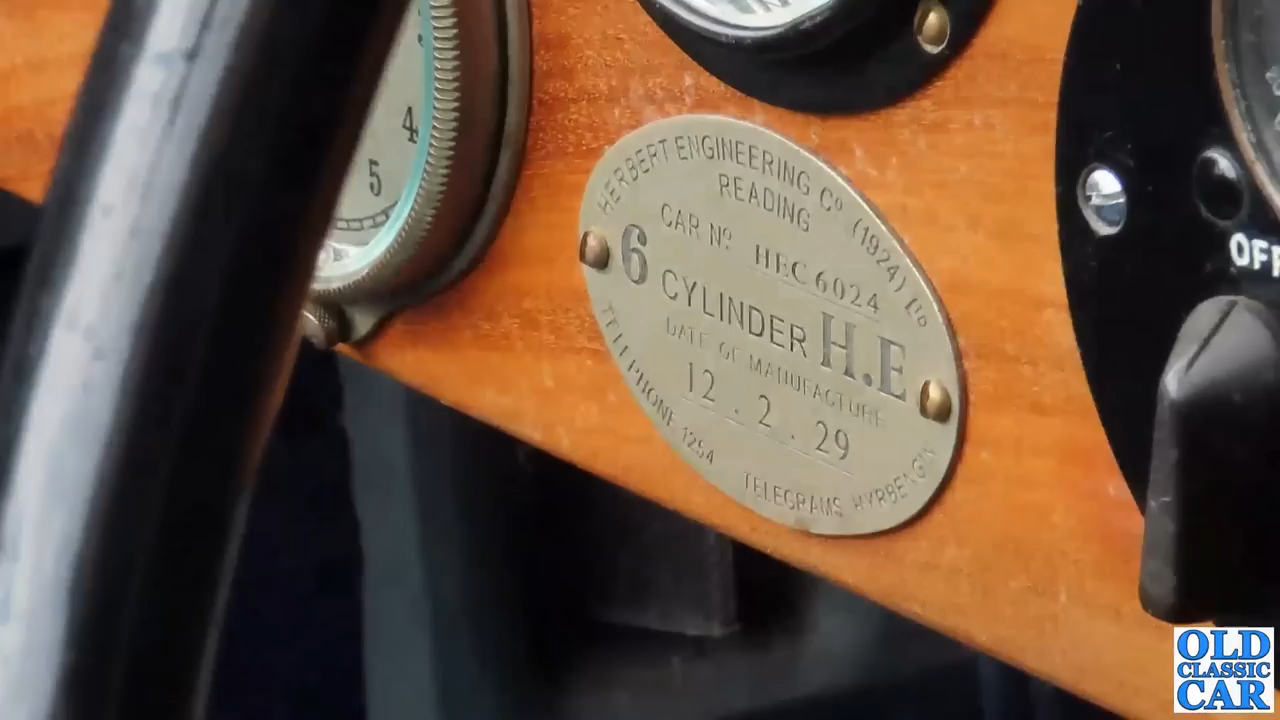 4
5
HERBERT ENGINEERING Cº (1924) Lᴰᴼ
READING
CAR Nº HEC 6024
6 CYLINDER H.E
DATE OF MANUFACTURE
12.2.29
TELEPHONE 1254 TELEGRAMS HYRBENGIN
OFF
OLD
CLASSIC
CAR